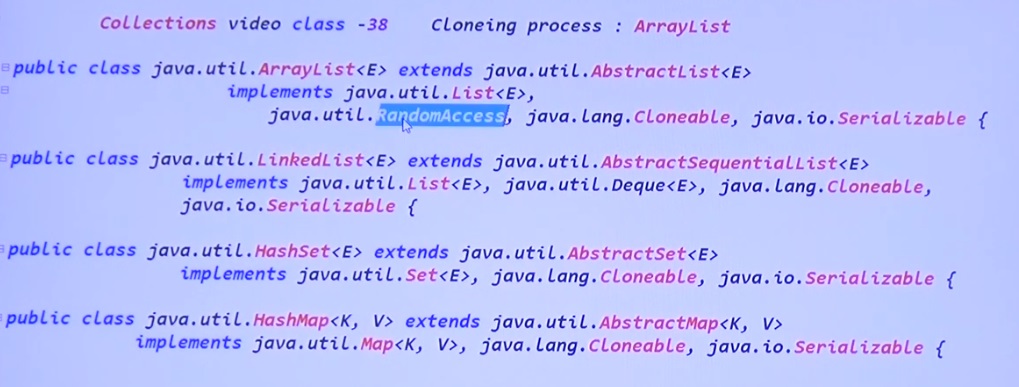 Collections video class -38 Cloneing process : ArrayList
public class java.util.ArrayList<E> extends java.util.AbstractList<E>
implements java.util.List<E>,
java.util.RandomAccess, java.lang.Cloneable, java.io.Serializable {
public class java.util.LinkedList<E> extends java.util.AbstractSequentialList<E>
implements java.util.List<E>, java.util.Deque<E>, java.lang.Cloneable,
java.io.Serializable {
public class java.util.HashSet<E> extends java.util.AbstractSet<E>
implements java.util.Set<E>, java.lang.Cloneable, java.io.Serializable {
public class java.util.HashMap<K, V> extends java.util.AbstractMap<K, V>
implements java.util.Map<K, V>, java.lang.Cloneable, java.io.Serializable {